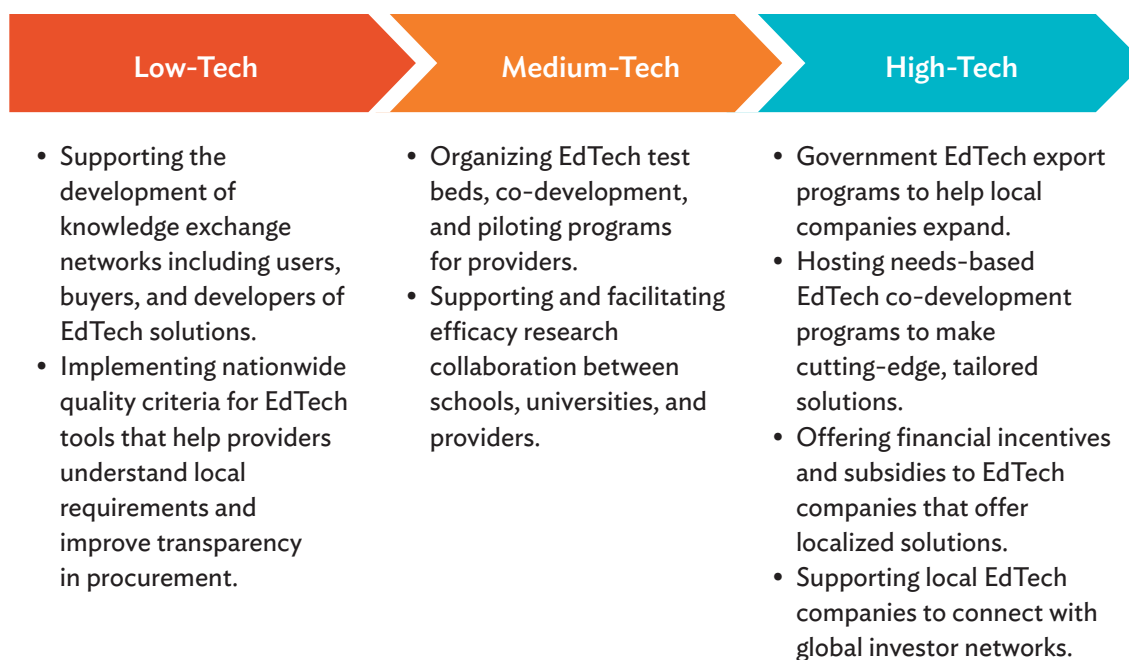 Low-Tech
• Supporting the
development of
knowledge exchange
networks including users,
buyers, and developers of
EdTech solutions.
• Implementing nationwide
quality criteria for EdTech
tools that help providers
understand local
requirements and
improve transparency
in procurement.
Medium-Tech
• Organizing EdTech test
beds, co-development,
and piloting programs
for providers.
• Supporting and facilitating
efficacy research
collaboration between
schools, universities, and
providers.
High-Tech
• Government EdTech export
programs to help local
companies expand.
• Hosting needs-based
EdTech co-development
programs to make
cutting-edge, tailored
solutions.
• Offering financial incentives
and subsidies to EdTech
companies that offer
localized solutions.
• Supporting local EdTech
companies to connect with
global investor networks.